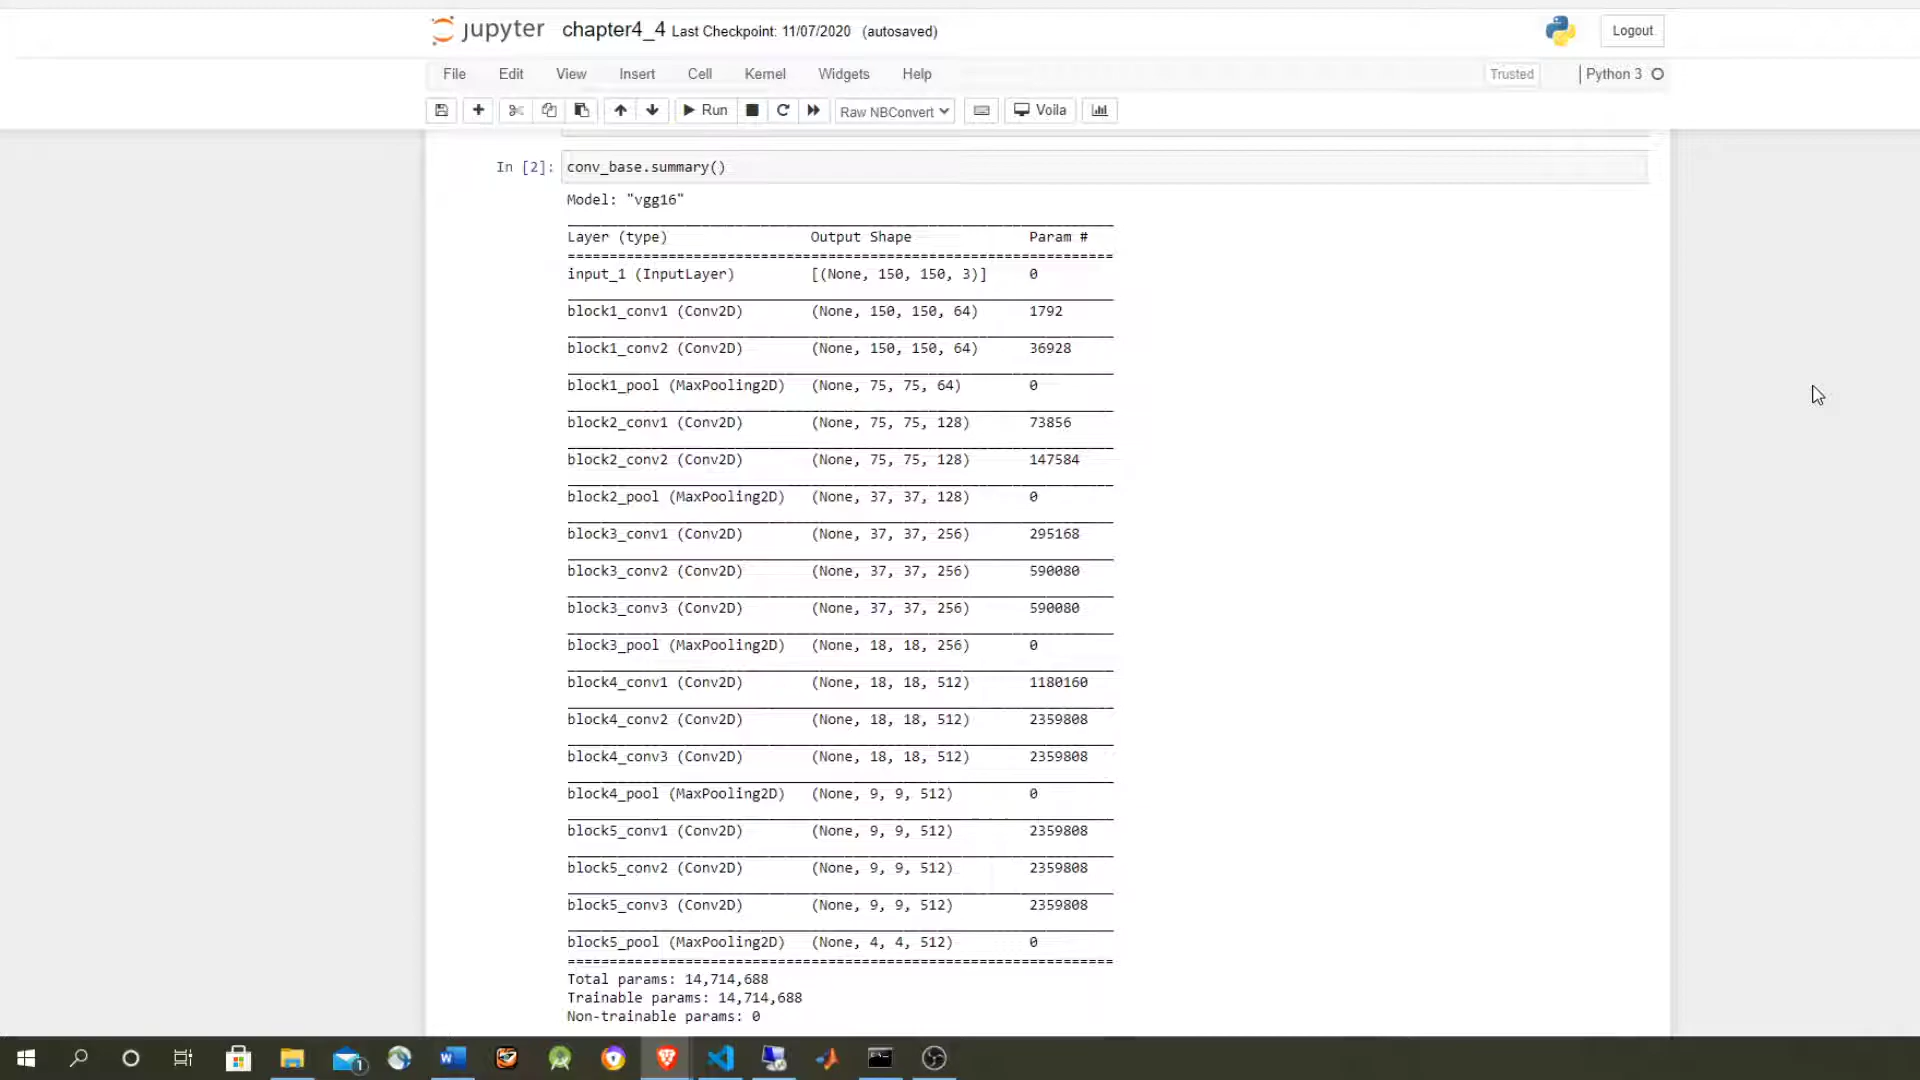 jupyter chapter4_4 Last Checkpoint: 11/07/2020 (autosaved) Logout
File Edit View Insert Cell Kernel Widgets Help Trusted Python 3
Run Raw NBConvert Voila
In [2]: conv_base.summary()
Model: "vgg16"
Layer (type) Output Shape Param #
input_1 (InputLayer) [(None, 150, 150, 3)] 0
block1_conv1 (Conv2D) (None, 150, 150, 64) 1792
block1_conv2 (Conv2D) (None, 150, 150, 64) 36928
block1_pool (MaxPooling2D) (None, 75, 75, 64) 0
block2_conv1 (Conv2D) (None, 75, 75, 128) 73856
block2_conv2 (Conv2D) (None, 75, 75, 128) 147584
block2_pool (MaxPooling2D) (None, 37, 37, 128) 0
block3_conv1 (Conv2D) (None, 37, 37, 256) 295168
block3_conv2 (Conv2D) (None, 37, 37, 256) 590080
block3_conv3 (Conv2D) (None, 37, 37, 256) 590080
block3_pool (MaxPooling2D) (None, 18, 18, 256) 0
block4_conv1 (Conv2D) (None, 18, 18, 512) 1180160
block4_conv2 (Conv2D) (None, 18, 18, 512) 2359808
block4_conv3 (Conv2D) (None, 18, 18, 512) 2359808
block4_pool (MaxPooling2D) (None, 9, 9, 512) 0
block5_conv1 (Conv2D) (None, 9, 9, 512) 2359808
block5_conv2 (Conv2D) (None, 9, 9, 512) 2359808
block5_conv3 (Conv2D) (None, 9, 9, 512) 2359808
block5_pool (MaxPooling2D) (None, 4, 4, 512) 0
Total params: 14,714,688
Trainable params: 14,714,688
Non-trainable params: 0